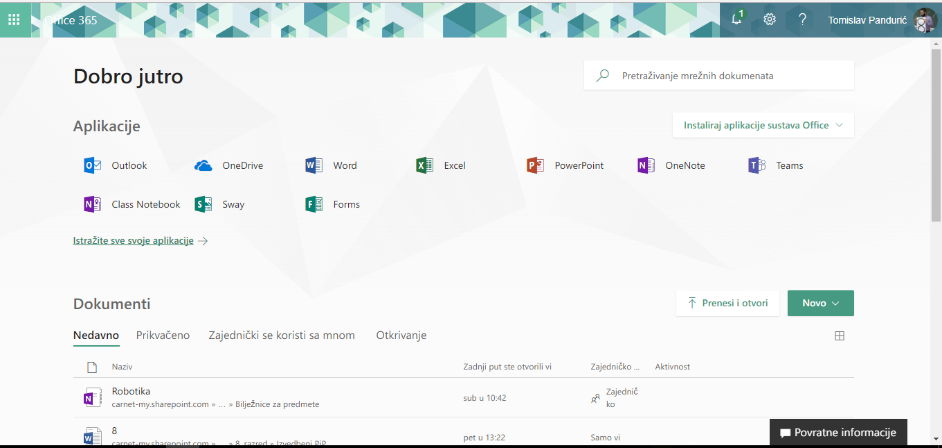 Office 365
1
?
Tomislav Pandurić
Dobro jutro
Pretraživanje mrežnih dokumenata
Aplikacije
Instaliraj aplikacije sustava Office
Outlook
OneDrive
Word
Excel
PowerPoint
OneNote
Teams
Class Notebook
Sway
Forms
Istražite sve svoje aplikacije
Dokumenti
Prenesi i otvori
Novo
Nedavno
Prikvačeno
Zajednički se koristi sa mnom
Otkrivanje
Naziv
Zadnji put ste otvorili vi
Zajedničko ...
Aktivnost
Robotika
carnet-my.sharepoint.com » ... » Bilježnice za predmete
sub u 10:42
Zajednič
ko
8
carnet-my.sharepoint.com » ... » 8. razred » Izvedbeni PiP
pet u 13:22
Samo vi
Povratne informacije